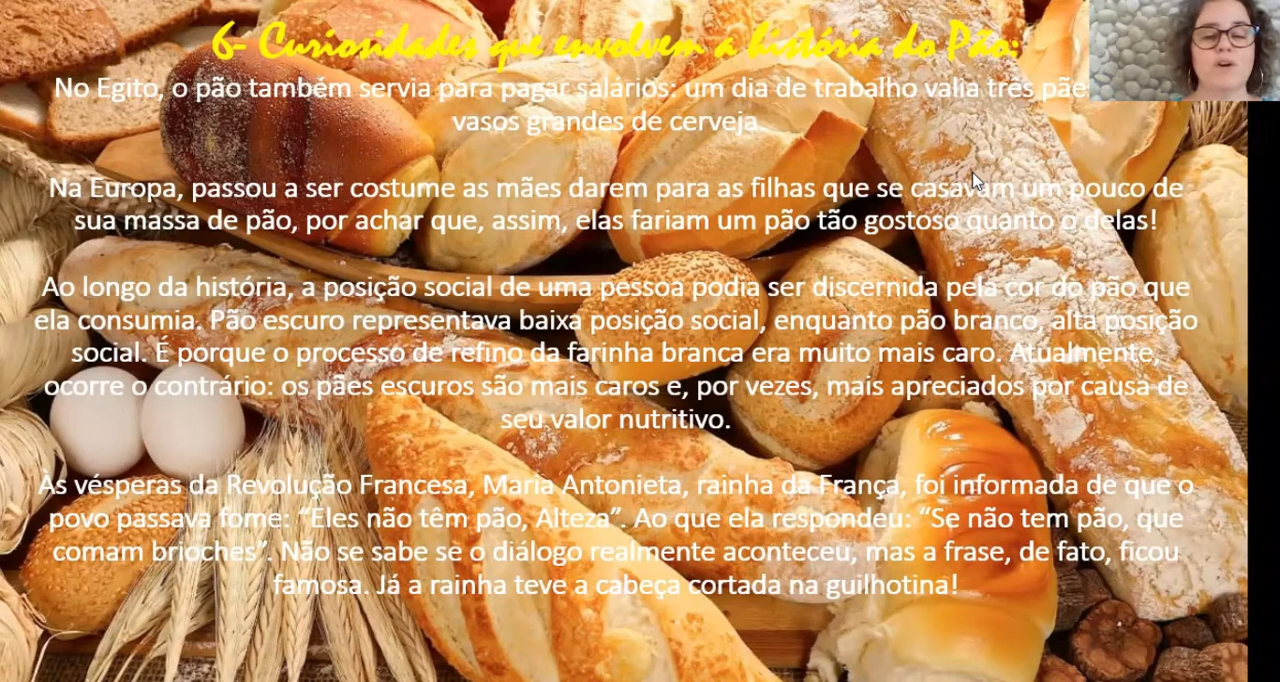 6- Curiosidades que envolvem a história do Pão:
No Egito, o pão também servia para pagar salários: um dia de trabalho valia três
vasos grandes de cerveja
Na Europa, passou a ser costume as mães darem para as filhas que se casavam um pouco de
sua massa de pão, por achar que, assim, elas fariam um pão tão gostoso quanto o delas!
Ao longo da história, a posição social de uma pessoa podia ser discernida pela cor do pão que
ela consumia. Pão escuro representava baixa posição social, enquanto pão branco, alta posição
social. É porque o processo de refino da farinha branca era muito mais caro. Atualmente,
ocorre o contrário: os pães escuros são mais caros e, por vezes, mais apreciados por causa de
seu valor nutritivo.
Às vésperas da Revolução Francesa, Maria Antonieta, rainha da França, foi informada de que o
povo passava fome: “Eles não têm pão, Alteza”. Ao que ela respondeu: “Se não tem pão, que
comam brioches”. Não se sabe se o diálogo realmente aconteceu, mas a frase, de fato, ficou
famosa. Já a rainha teve a cabeça cortada na guilhotina!